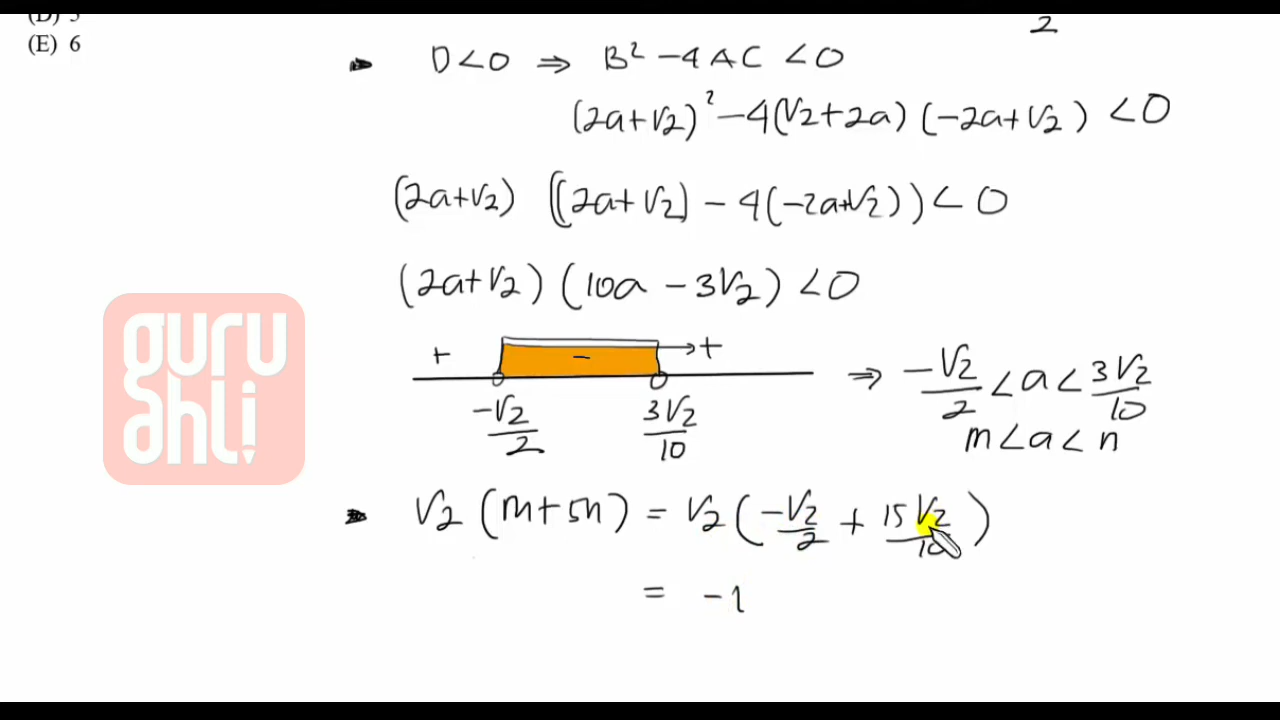 (D) 5
(E) 6
2
D<0 ⇒ B² -4AC <0
(2a+√2)² -4(√2+2a) (-2a+√2) <0
(2a+√2) ((2a+√2) - 4(-2a+√2)) < 0
(2a+√2) (10a - 3√2) <0
+ - +
-√2/2 3√2/10 ⇒ -√2/2 < a < 3√2/10
m < a < n
√2 (m+5n) = √2 (-√2/2 + 15√2/10)
= -1
guru
ahli